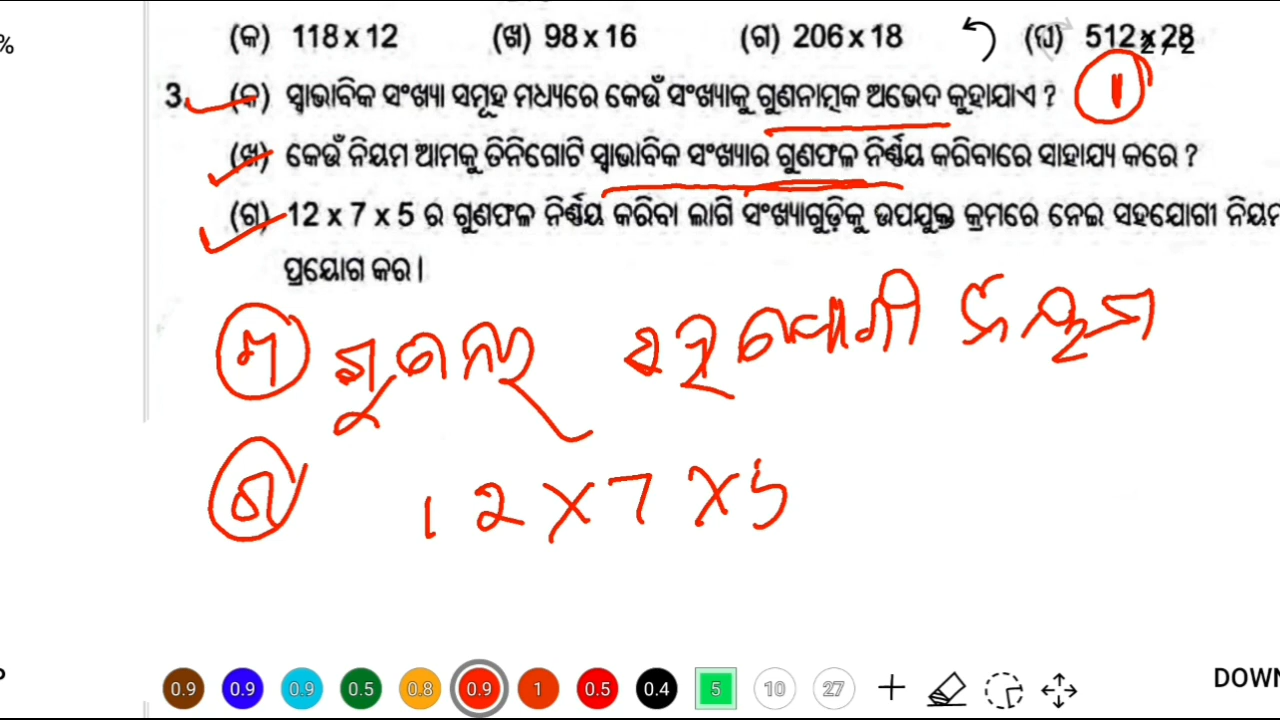 %
(କ) 118 x 12 (ଖ) 98 x 16 (ଗ) 206 x 18 (ଘ) 512 x 28
3. (କ) ସ୍ଵାଭାବିକ ସଂଖ୍ୟା ସମୂହ ମଧ୍ୟରେ କେଉଁ ସଂଖ୍ୟାକୁ ଗୁଣନାତ୍ମକ ଅଭେଦ କୁହାଯାଏ ? 1
(ଖ) କେଉଁ ନିୟମ ଆମକୁ ତିନିଗୋଟି ସ୍ଵାଭାବିକ ସଂଖ୍ୟାର ଗୁଣଫଳ ନିର୍ଣ୍ଣୟ କରିବାରେ ସାହାଯ୍ୟ କରେ ?
(ଗ) 12 x 7 x 5 ର ଗୁଣଫଳ ନିର୍ଣ୍ଣୟ କରିବା ଲାଗି ସଂଖ୍ୟାଗୁଡ଼ିକୁ ଉପଯୁକ୍ତ କ୍ରମରେ ନେଇ ସହଯୋଗୀ ନିୟମ
ପ୍ରୟୋଗ କର ।
ଖ ଗୁଣନର ସହଯୋଗୀ ନିୟମ
ଗ 12 x 7 x 5
0.9 0.9 0.9 0.5 0.8 0.9 1 0.5 0.4 5 10 27 + DOWN